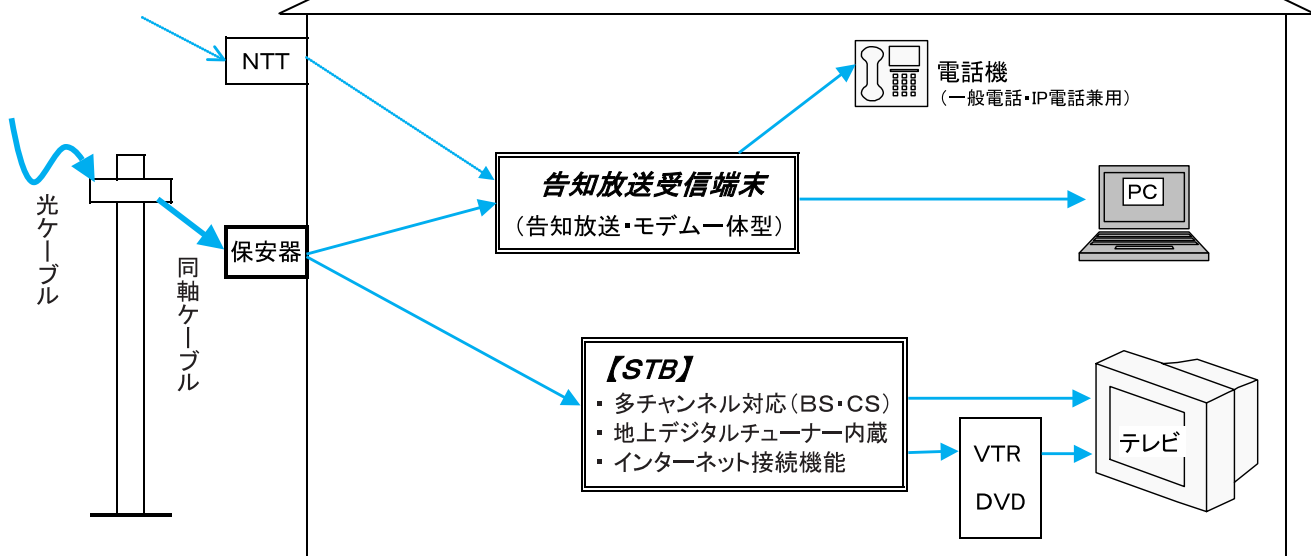 NTT
電話機
（一般電話・IP電話兼用）
光ケーブル
告知放送受信端末
（告知放送・モデム一体型）
PC
保安器
同軸ケーブル
【STB】
・ 多チャンネル対応（BS・CS）
・ 地上デジタルチューナー内蔵
・ インターネット接続機能
VTR
DVD
テレビ